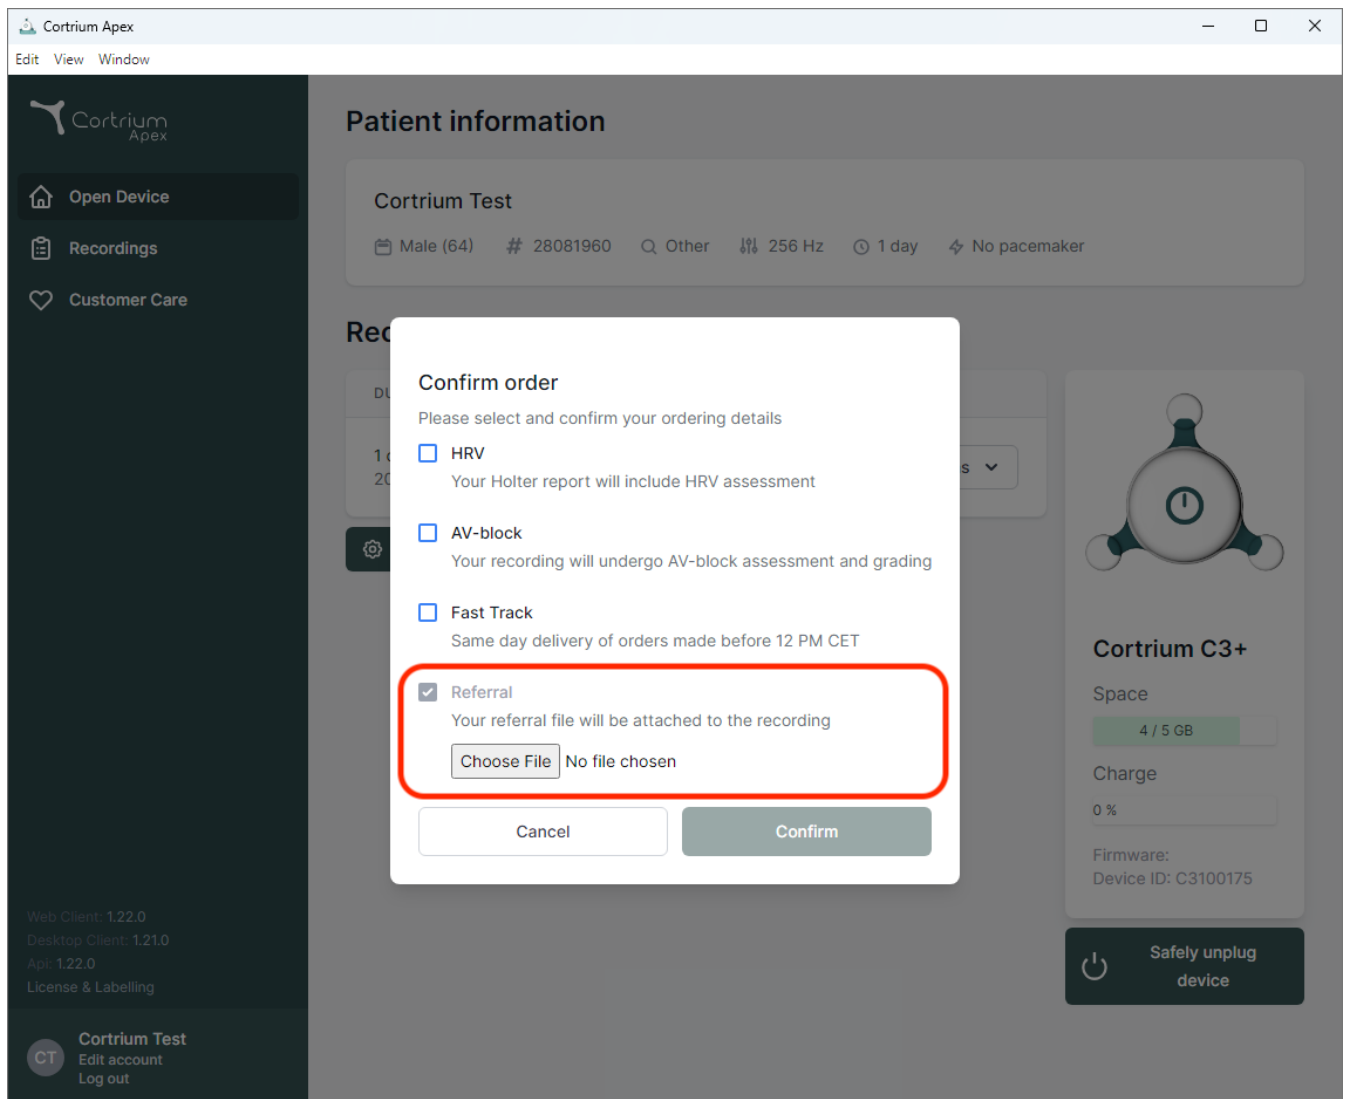 Cortrium Apex
Edit View Window
Cortrium
Apex
Open Device
Recordings
Customer Care
Web Client: 1.22.0
Desktop Client: 1.21.0
Api: 1.22.0
License & Labelling
CT
Cortrium Test
Edit account
Log out
Patient information
Cortrium Test
Male (64) # 28081960 Other 256 Hz 1 day No pacemaker
Rec
DU
1 d
20
s
Confirm order
Please select and confirm your ordering details
HRV
Your Holter report will include HRV assessment
AV-block
Your recording will undergo AV-block assessment and grading
Fast Track
Same day delivery of orders made before 12 PM CET
Referral
Your referral file will be attached to the recording
Choose File No file chosen
Cancel Confirm
Cortrium C3+
Space
4 / 5 GB
Charge
0 %
Firmware:
Device ID: C3100175
Safely unplug
device